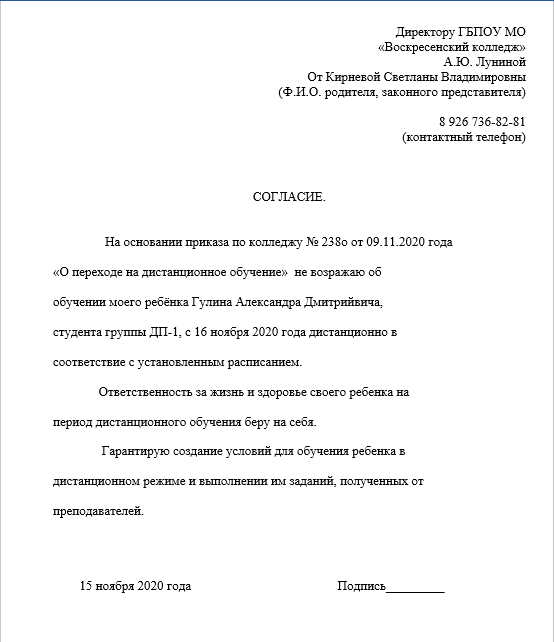 Директору ГБПОУ МО
«Воскресенский колледж»
А.Ю. Луниной
От Кирневой Светланы Владимировны
(Ф.И.О. родителя, законного представителя)
8 926 736-82-81
(контактный телефон)
СОГЛАСИЕ.
На основании приказа по колледжу № 238о от 09.11.2020 года
«О переходе на дистанционное обучение»  не возражаю об
обучении моего ребёнка Гулина Александра Дмитрийвича,
студента группы ДП-1, с 16 ноября 2020 года дистанционно в
соответствие с установленным расписанием.
Ответственность за жизнь и здоровье своего ребенка на
период дистанционного обучения беру на себя.
Гарантирую создание условий для обучения ребенка в
дистанционном режиме и выполнении им заданий, полученных от
преподавателей.
15 ноября 2020 года Подпись_________